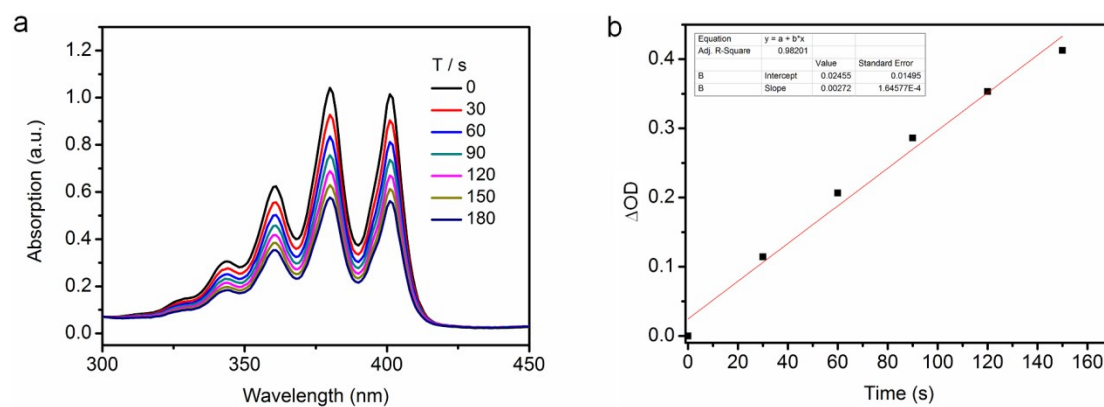 a
T / s
0
30
60
90
120
150
180
1.2
1.0
0.8
0.6
0.4
0.2
0.0
300 350 400 450
Absorption (a.u.)
Wavelength (nm)
b
Equation y = a + b*x
Adj. R-Square 0.98201
Value Standard Error
B Intercept 0.02455 0.01495
B Slope 0.00272 1.64577E-4
0.4
0.3
0.2
0.1
0.0
0 20 40 60 80 100 120 140 160
ΔOD
Time (s)